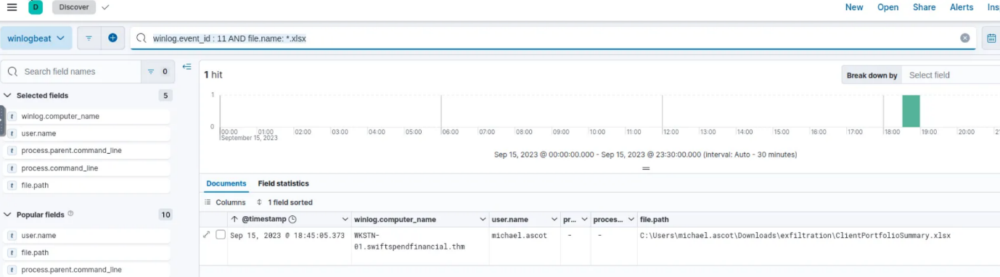 D Discover New Open Share Alerts Ins
winlogbeat winlog.event_id : 11 AND file.name: *.xlsx
Search field names 0
Selected fields 5
t winlog.computer_name
t user.name
t process.parent.command_line
t process.command_line
t file.path
Popular fields 10
t user.name
t file.path
t process.parent.command_line
1 hit
Break down by Select field
1
0
00:00 01:00 02:00 03:00 04:00 05:00 06:00 07:00 08:00 09:00 10:00 11:00 12:00 13:00 14:00 15:00 16:00 17:00 18:00 19:00 20:00
September 15, 2023
Sep 15, 2023 @ 00:00:00.000 - Sep 15, 2023 @ 23:30:00.000 (interval: Auto - 30 minutes)
Documents Field statistics
Columns 1 field sorted
@timestamp winlog.computer_name user.name pr... proces... file.path
Sep 15, 2023 @ 18:45:05.373 WKSTN- michael.ascot - - C:\Users\michael.ascot\Downloads\exfiltration\ClientPortfolioSummary.xlsx
01.swiftspendfinancial.thm